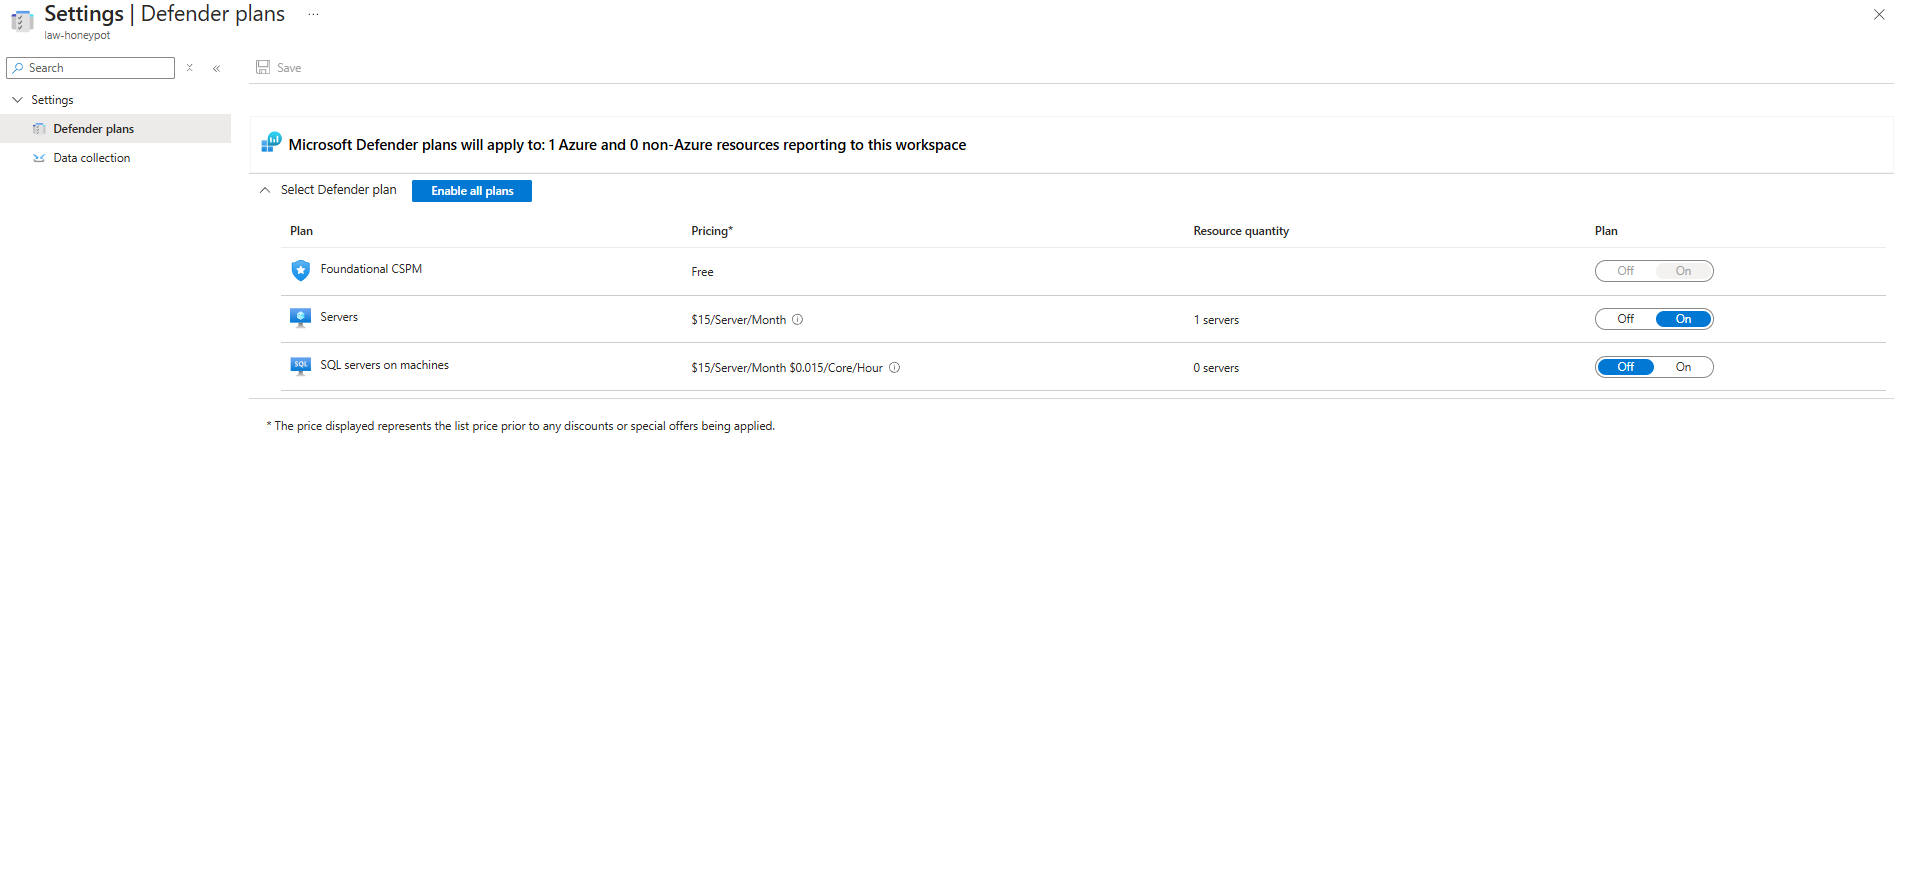 Settings | Defender plans ...
law-honeypot
Search
Save
Settings
Defender plans
Data collection
Microsoft Defender plans will apply to: 1 Azure and 0 non-Azure resources reporting to this workspace
Select Defender plan Enable all plans
Plan Pricing* Resource quantity Plan
Foundational CSPM Free Off On
Servers $15/Server/Month 1 servers Off On
SQL SQL servers on machines $15/Server/Month $0.015/Core/Hour 0 servers Off On
* The price displayed represents the list price prior to any discounts or special offers being applied.